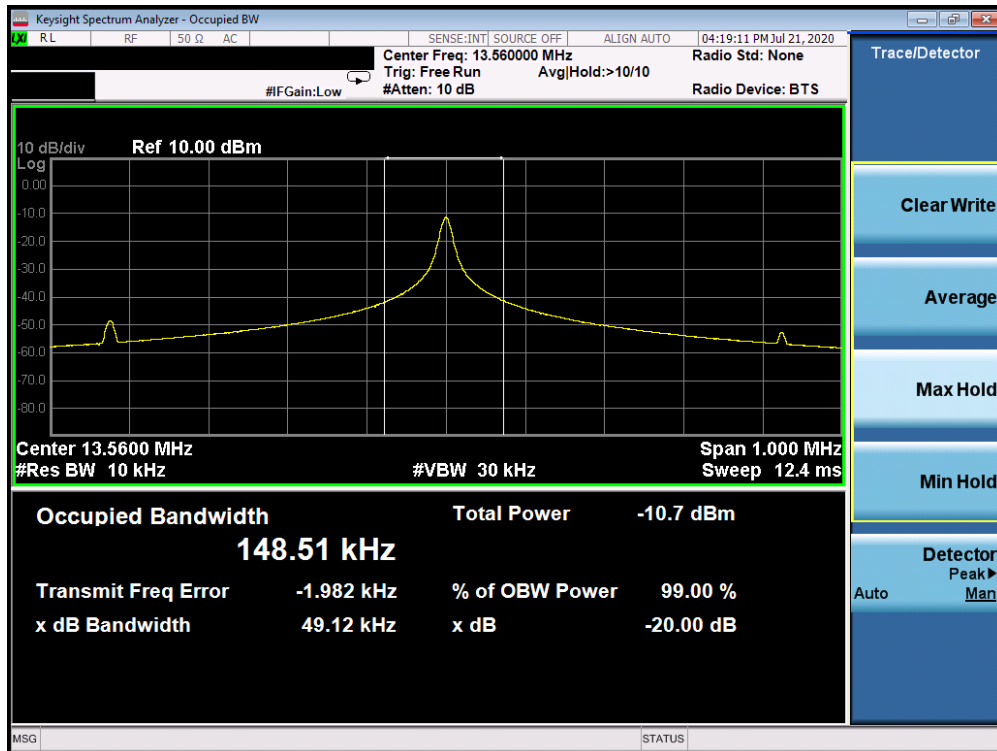 Keysight Spectrum Analyzer - Occupied BW
LXI RL RF 50 Ω AC SENSE:INT SOURCE OFF ALIGN AUTO 04:19:11 PM Jul 21, 2020
Center Freq: 13.560000 MHz Radio Std: None
Trig: Free Run Avg|Hold:>10/10
#IFGain:Low #Atten: 10 dB Radio Device: BTS
10 dB/div Ref 10.00 dBm
Log
0.00
-10.0
-20.0
-30.0
-40.0
-50.0
-60.0
-70.0
-80.0
Center 13.5600 MHz Span 1.000 MHz
#Res BW 10 kHz #VBW 30 kHz Sweep 12.4 ms
Occupied Bandwidth Total Power -10.7 dBm
148.51 kHz
Transmit Freq Error -1.982 kHz % of OBW Power 99.00 %
x dB Bandwidth 49.12 kHz x dB -20.00 dB
MSG STATUS
Trace/Detector
Clear Write
Average
Max Hold
Min Hold
Detector
Peak▶
Auto Man